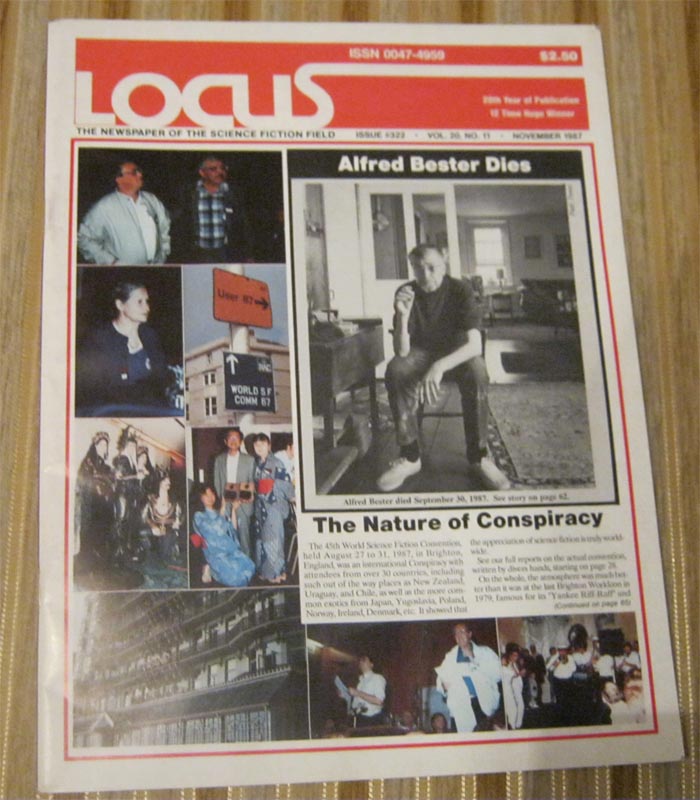 ISSN 0047-4959
$2.50
LOCUS
20th Year of Publication
12 Time Hugo Winner
THE NEWSPAPER OF THE SCIENCE FICTION FIELD
ISSUE #322 · VOL. 20, NO. 11 · NOVEMBER 1987
Alfred Bester Dies
User 87
WORLD S.F.
COMM 87
Alfred Bester died September 30, 1987. See story on page 62.
The Nature of Conspiracy
The 45th World Science Fiction Convention,
held August 27 to 31, 1987, in Brighton,
England, was an international Conspiracy with
attendees from over 30 countries, including
such out of the way places as New Zealand,
Uraguay, and Chile, as well as the more com-
mon exotics from Japan, Yugoslavia, Poland,
Norway, Ireland, Denmark, etc. It showed that
the appreciation of science fiction is truly world-
wide.
See our full reports on the actual convention,
written by divers hands, starting on page 28.
On the whole, the atmosphere was much bet-
ter than it was at the last Brighton Worldcon in
1979, famous for its "Yankee Riff-Raff" and
(Continued on page 65)